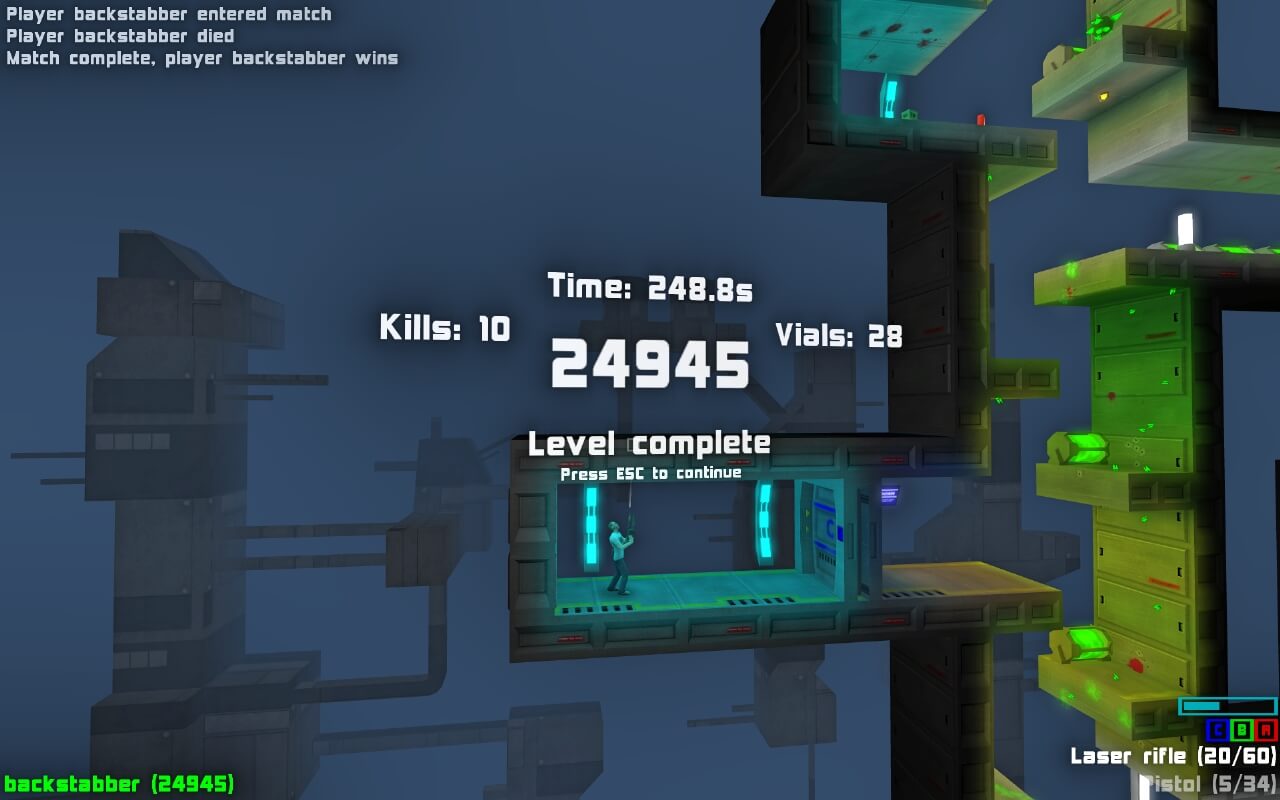 Player backstabber entered match
Player backstabber died
Match complete, player backstabber wins
Time: 248.8s
Kills: 10
24945
Vials: 28
Level complete
Press ESC to continue
C
C B A
Laser rifle (20/60)
Pistol (5/34)
backstabber (24945)